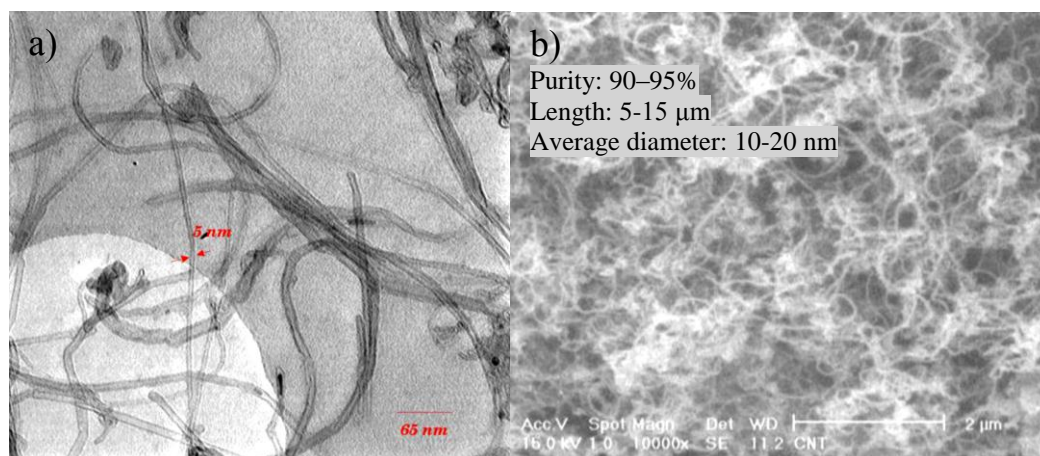 a)
5 nm
65 nm
b)
Purity: 90–95%
Length: 5-15 µm
Average diameter: 10-20 nm
Acc.V Spot Magn Det WD 2 µm
15.0 kV 1.0 10000x SE 11.2 CNT